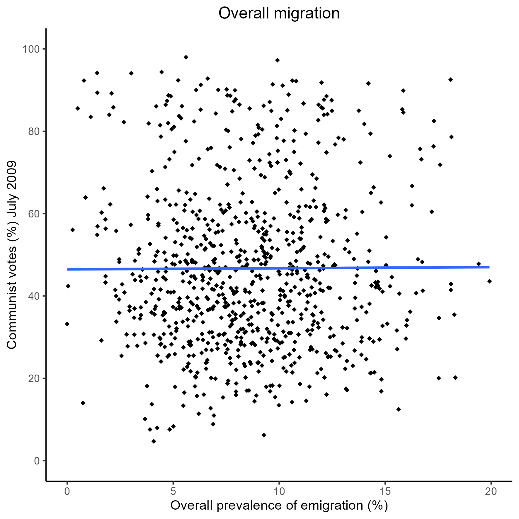 Overall migration
Communist votes (%) July 2009
100
80
60
40
20
0
0 5 10 15 20
Overall prevalence of emigration (%)